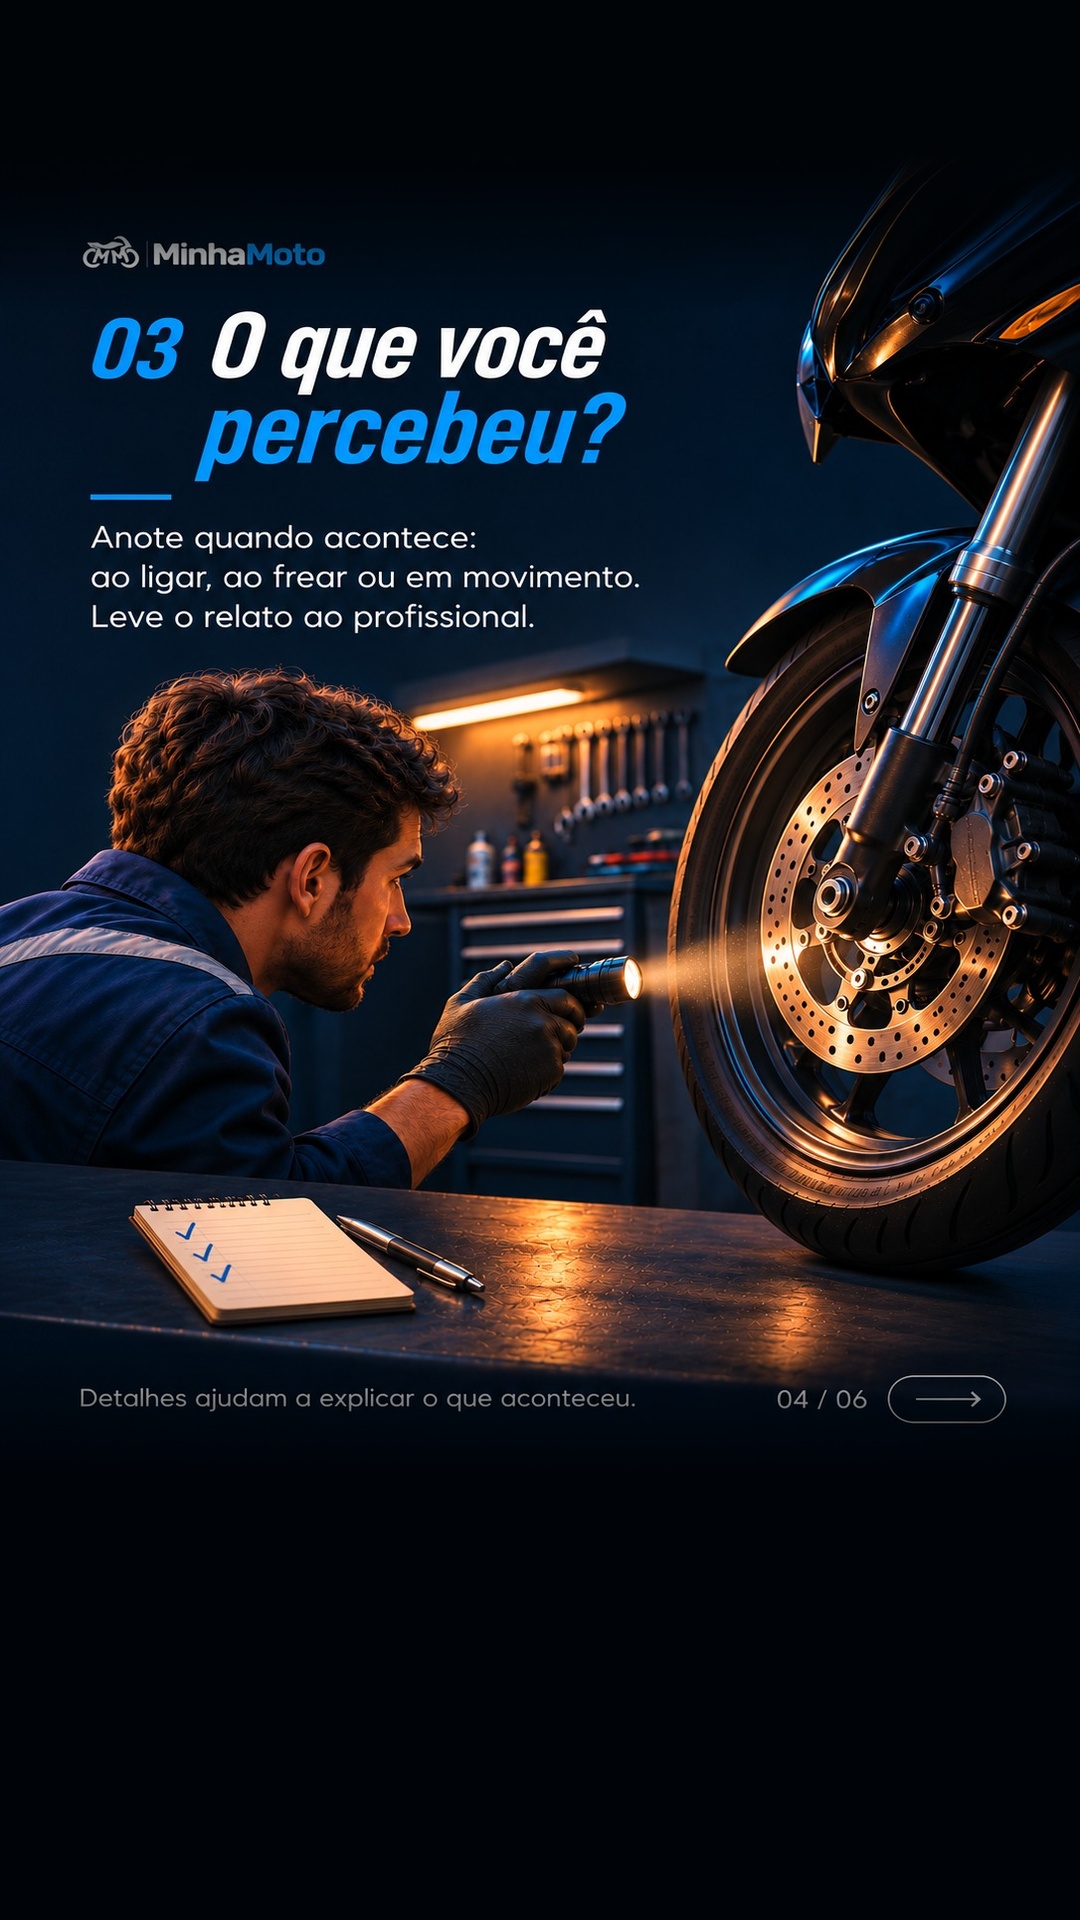 MinhaMoto
03 O que você
percebeu?
Anote quando acontece:
ao ligar, ao frear ou em movimento.
Leve o relato ao profissional.
Detalhes ajudam a explicar o que aconteceu.
04 / 06